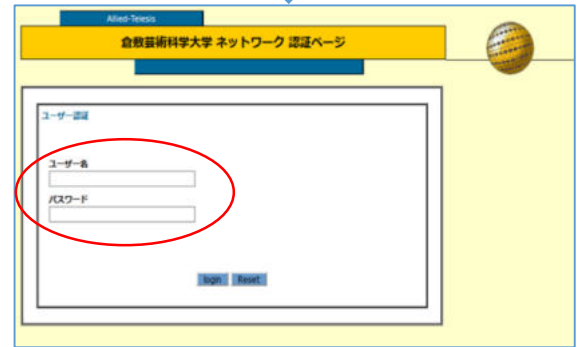 Allied-Telesis
倉敷芸術科学大学 ネットワーク 認証ページ
ユーザー認証
ユーザー名
パスワード
login Reset